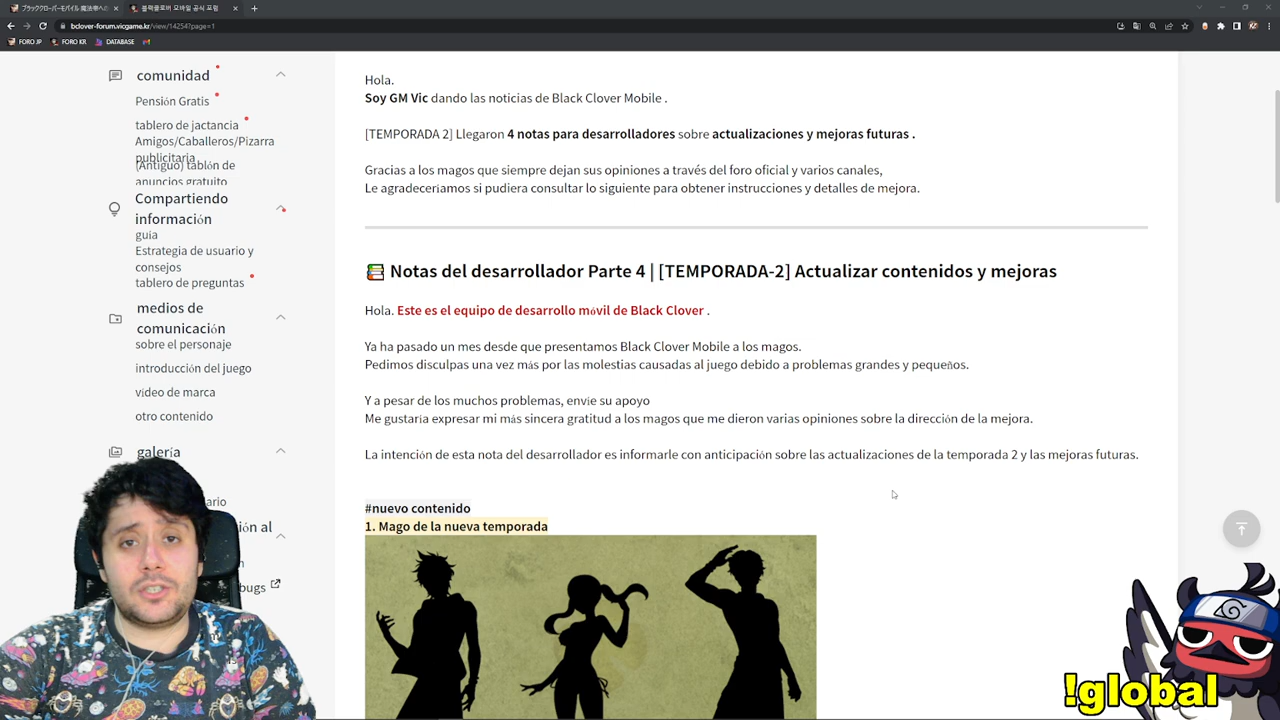 ブラッククローバーモバイル 魔法帝への
블랙클로버 모바일 공식 포럼
bclover-forum.vicgame.kr/view/14254?page=1
FORO JP
FORO KR
DATABASE
comunidad
Pensión Gratis
tablero de jactancia
Amigos/Caballeros/Pizarra
publicitaria
(Antiguo) tablón de
anuncios gratuito
Compartiendo
información
guia
Estrategia de usuario y
consejos
tablero de preguntas
medios de
comunicación
sobre el personaje
introducción del juego
vídeo de marca
otro contenido
galería
bugs
Hola.
Soy GM Vic dando las noticias de Black Clover Mobile .
[TEMPORADA 2] Llegaron 4 notas para desarrolladores sobre actualizaciones y mejoras futuras .
Gracias a los magos que siempre dejan sus opiniones a través del foro oficial y varios canales,
Le agradeceríamos si pudiera consultar lo siguiente para obtener instrucciones y detalles de mejora.
Notas del desarrollador Parte 4 | [TEMPORADA-2] Actualizar contenidos y mejoras
Hola. Este es el equipo de desarrollo móvil de Black Clover .
Ya ha pasado un mes desde que presentamos Black Clover Mobile a los magos.
Pedimos disculpas una vez más por las molestias causadas al juego debido a problemas grandes y pequeños.
Y a pesar de los muchos problemas, envíe su apoyo
Me gustaría expresar mi más sincera gratitud a los magos que me dieron varias opiniones sobre la dirección de la mejora.
La intención de esta nota del desarrollador es informarle con anticipación sobre las actualizaciones de la temporada 2 y las mejoras futuras.
#nuevo contenido
1. Mago de la nueva temporada
!global